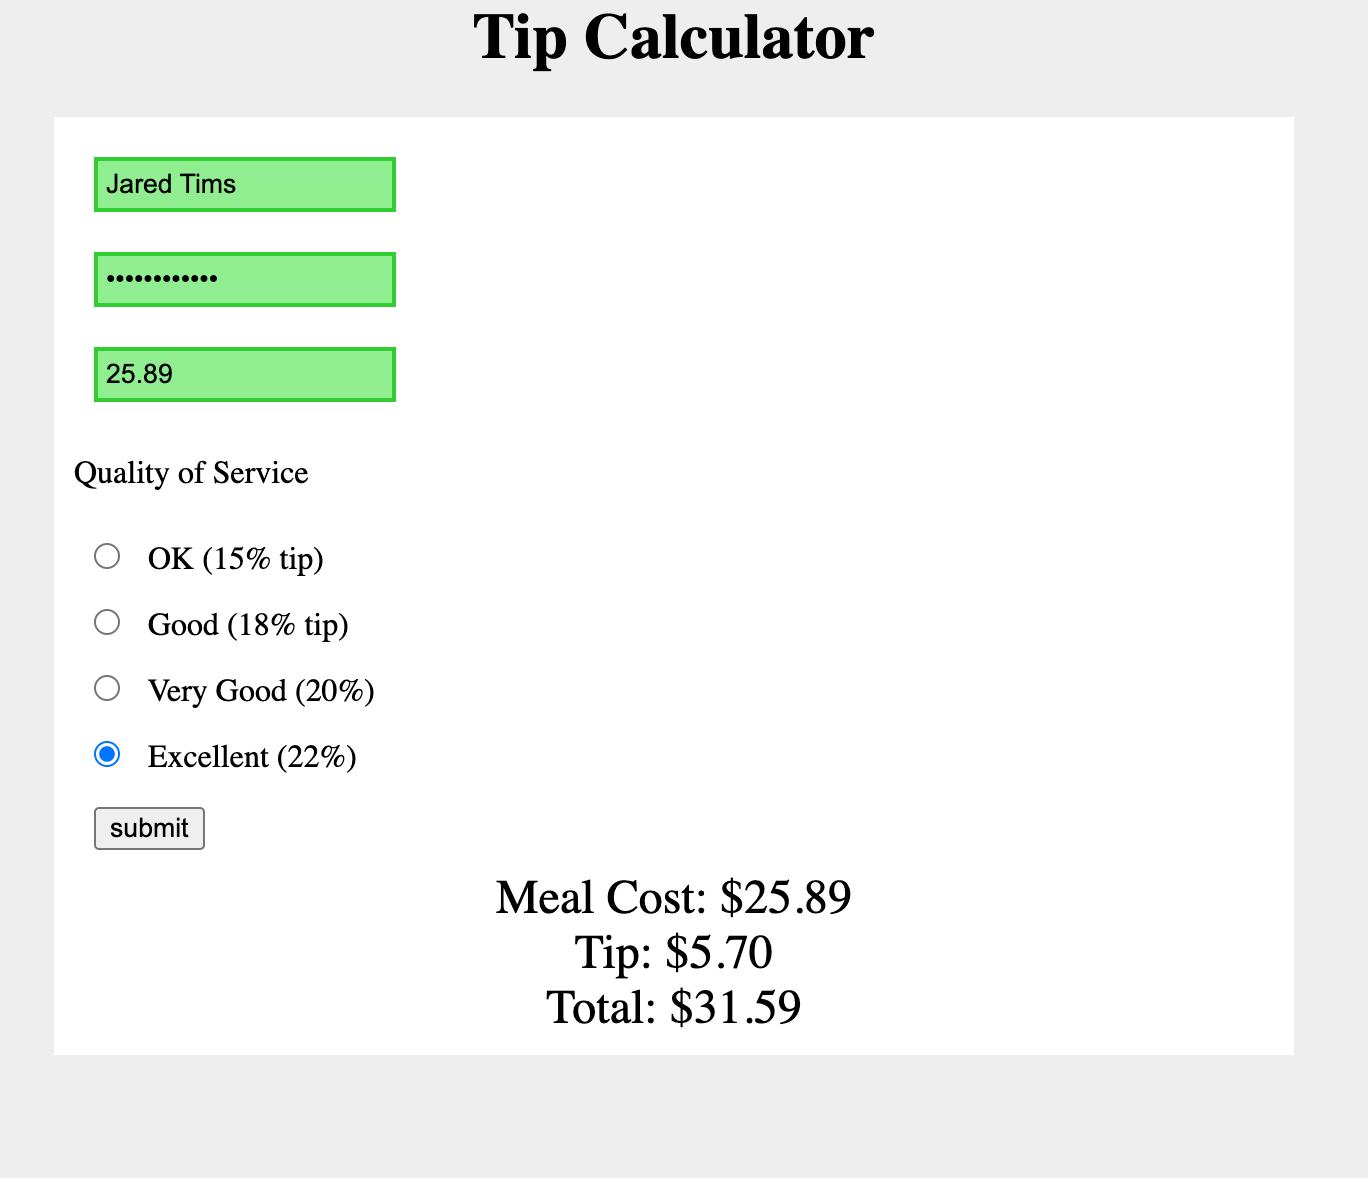 Tip Calculator
Jared Tims
••••••••••••
25.89
Quality of Service
OK (15% tip)
Good (18% tip)
Very Good (20%)
Excellent (22%)
submit
Meal Cost: $25.89
Tip: $5.70
Total: $31.59